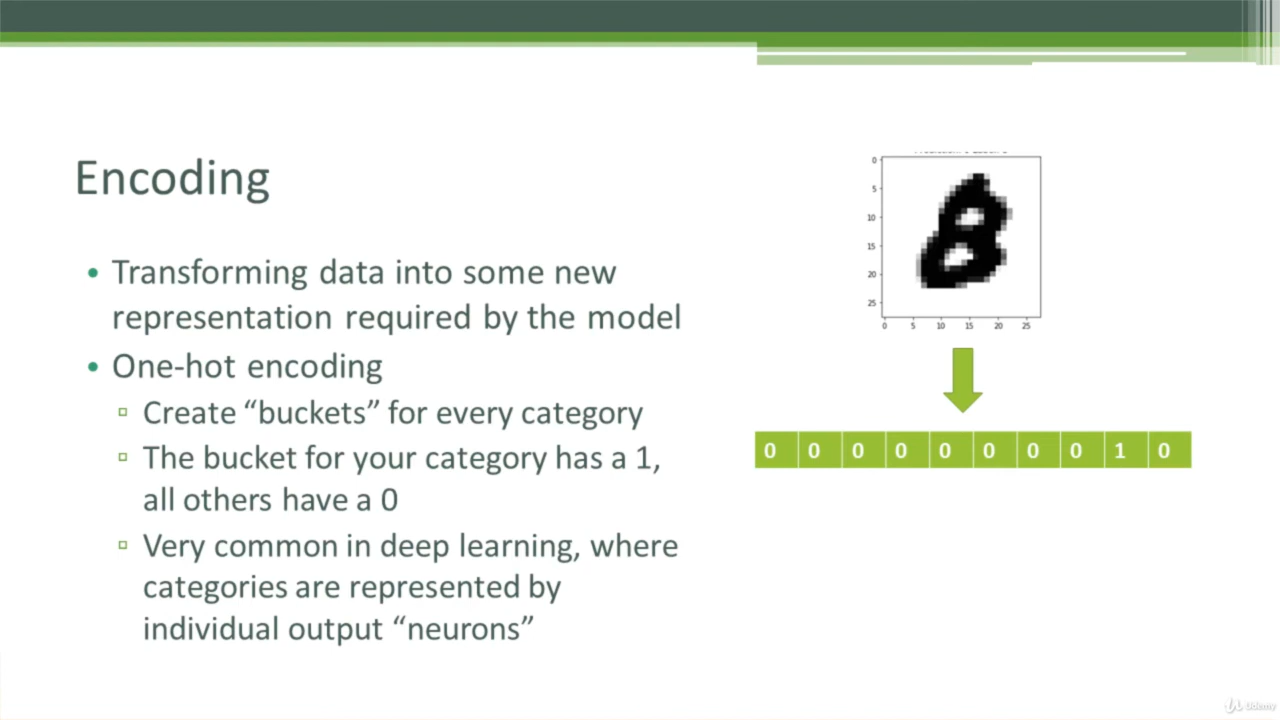 Encoding
• Transforming data into some new
representation required by the model
• One-hot encoding
▫ Create “buckets” for every category
▫ The bucket for your category has a 1,
all others have a 0
▫ Very common in deep learning, where
categories are represented by
individual output “neurons”
0
5
10
15
20
25
0 5 10 15 20 25
0 0 0 0 0 0 0 0 1 0
Udemy